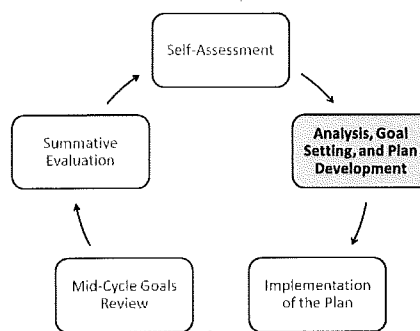 Self-Assessment
Analysis, Goal
Setting, and Plan
Development
Summative
Evaluation
Mid-Cycle Goals
Review
Implementation
of the Plan